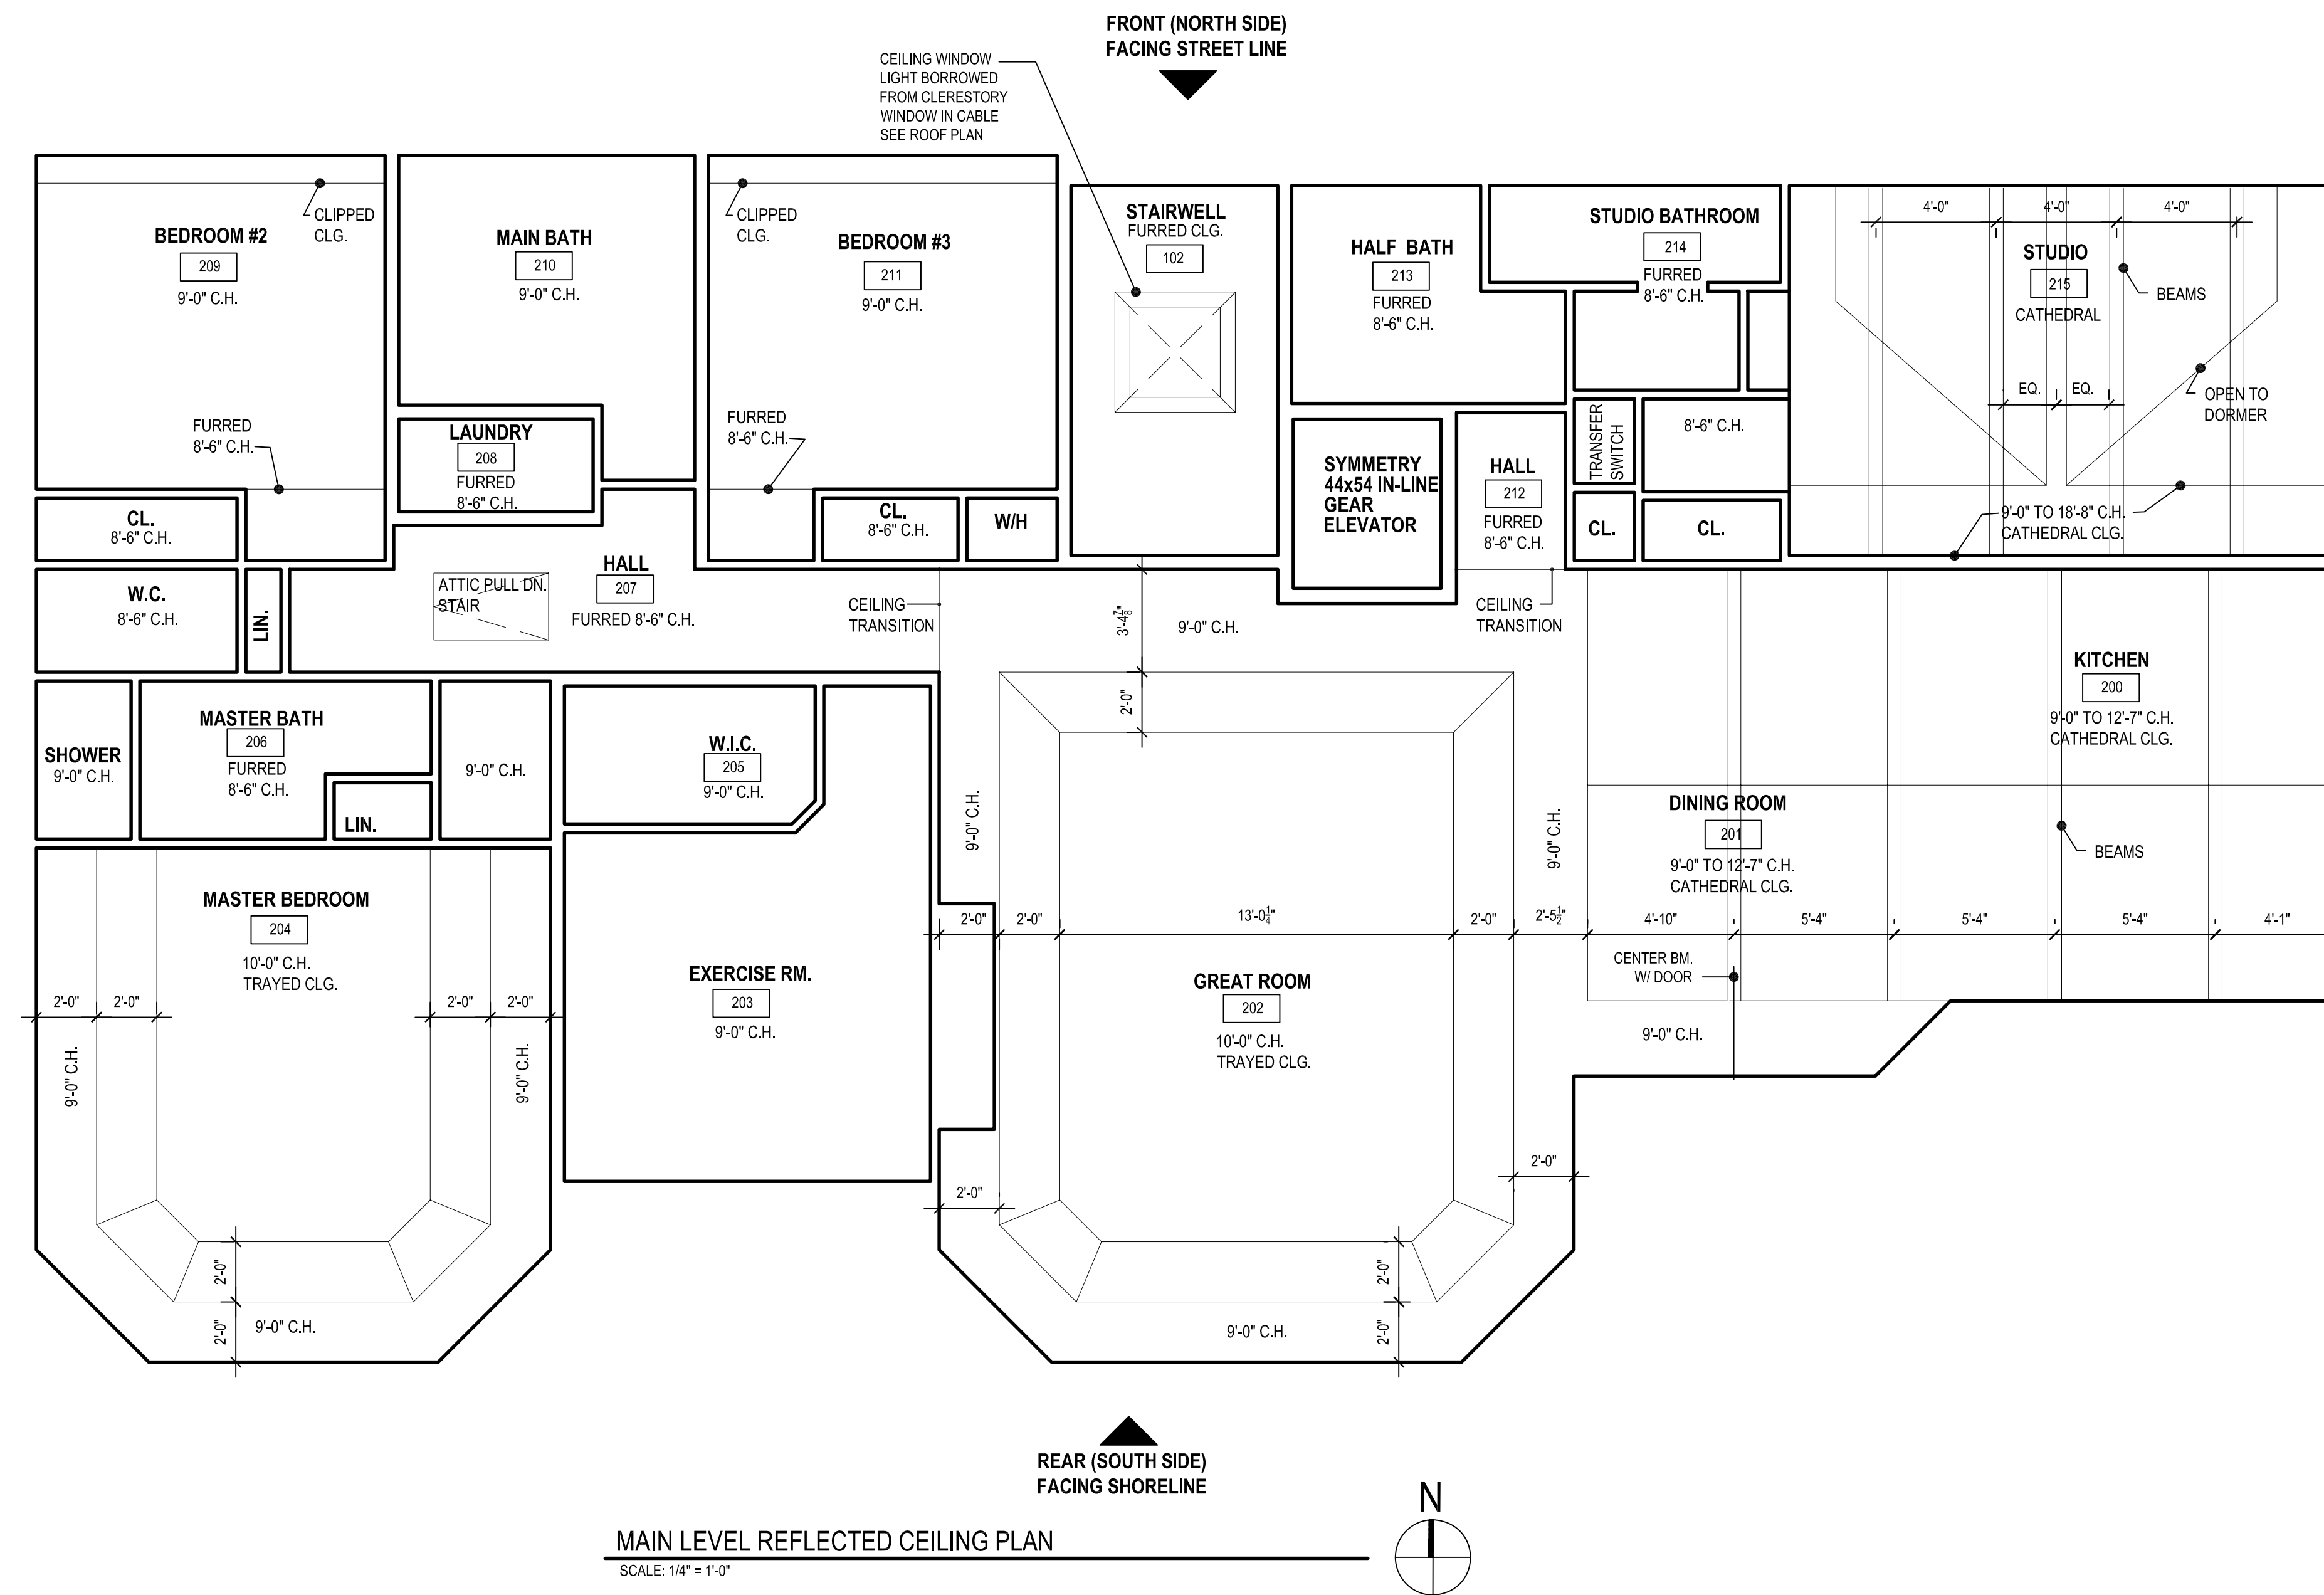 FRONT (NORTH SIDE)
FACING STREET LINE
CEILING WINDOW
LIGHT BORROWED
FROM CLERESTORY
WINDOW IN CABLE
SEE ROOF PLAN
BEDROOM #2
209
9'-0" C.H.
CLIPPED
CLG.
FURRED
8'-6" C.H.
MAIN BATH
210
9'-0" C.H.
LAUNDRY
208
FURRED
8'-6" C.H.
CLIPPED
CLG.
BEDROOM #3
211
9'-0" C.H.
FURRED
8'-6" C.H.
STAIRWELL
FURRED CLG.
102
HALF BATH
213
FURRED
8'-6" C.H.
STUDIO BATHROOM
214
FURRED
8'-6" C.H.
4'-0"
4'-0"
4'-0"
STUDIO
215
CATHEDRAL
BEAMS
EQ.
EQ.
OPEN TO
DORMER
9'-0" TO 18'-8" C.H.
CATHEDRAL CLG.
TRANSFER
SWITCH
8'-6" C.H.
SYMMETRY
44x54 IN-LINE
GEAR
ELEVATOR
HALL
212
FURRED
8'-6" C.H.
CL.
CL.
CL.
8'-6" C.H.
CL.
8'-6" C.H.
W/H
W.C.
8'-6" C.H.
LIN.
ATTIC PULL DN.
STAIR
HALL
207
FURRED 8'-6" C.H.
CEILING
TRANSITION
3'-4⅞"
9'-0" C.H.
CEILING
TRANSITION
2'-0"
KITCHEN
200
9'-0" TO 12'-7" C.H.
CATHEDRAL CLG.
SHOWER
9'-0" C.H.
MASTER BATH
206
FURRED
8'-6" C.H.
LIN.
9'-0" C.H.
W.I.C.
205
9'-0" C.H.
9'-0" C.H.
9'-0" C.H.
DINING ROOM
201
9'-0" TO 12'-7" C.H.
CATHEDRAL CLG.
BEAMS
MASTER BEDROOM
204
10'-0" C.H.
TRAYED CLG.
2'-0"
2'-0"
2'-0"
2'-0"
9'-0" C.H.
9'-0" C.H.
EXERCISE RM.
203
9'-0" C.H.
2'-0"
2'-0"
13'-0¼"
2'-0"
2'-5½"
4'-10"
5'-4"
5'-4"
5'-4"
4'-1"
CENTER BM.
W/ DOOR
GREAT ROOM
202
10'-0" C.H.
TRAYED CLG.
9'-0" C.H.
2'-0"
2'-0"
2'-0"
2'-0"
9'-0" C.H.
2'-0"
2'-0"
9'-0" C.H.
REAR (SOUTH SIDE)
FACING SHORELINE
N
MAIN LEVEL REFLECTED CEILING PLAN
SCALE: 1/4" = 1'-0"